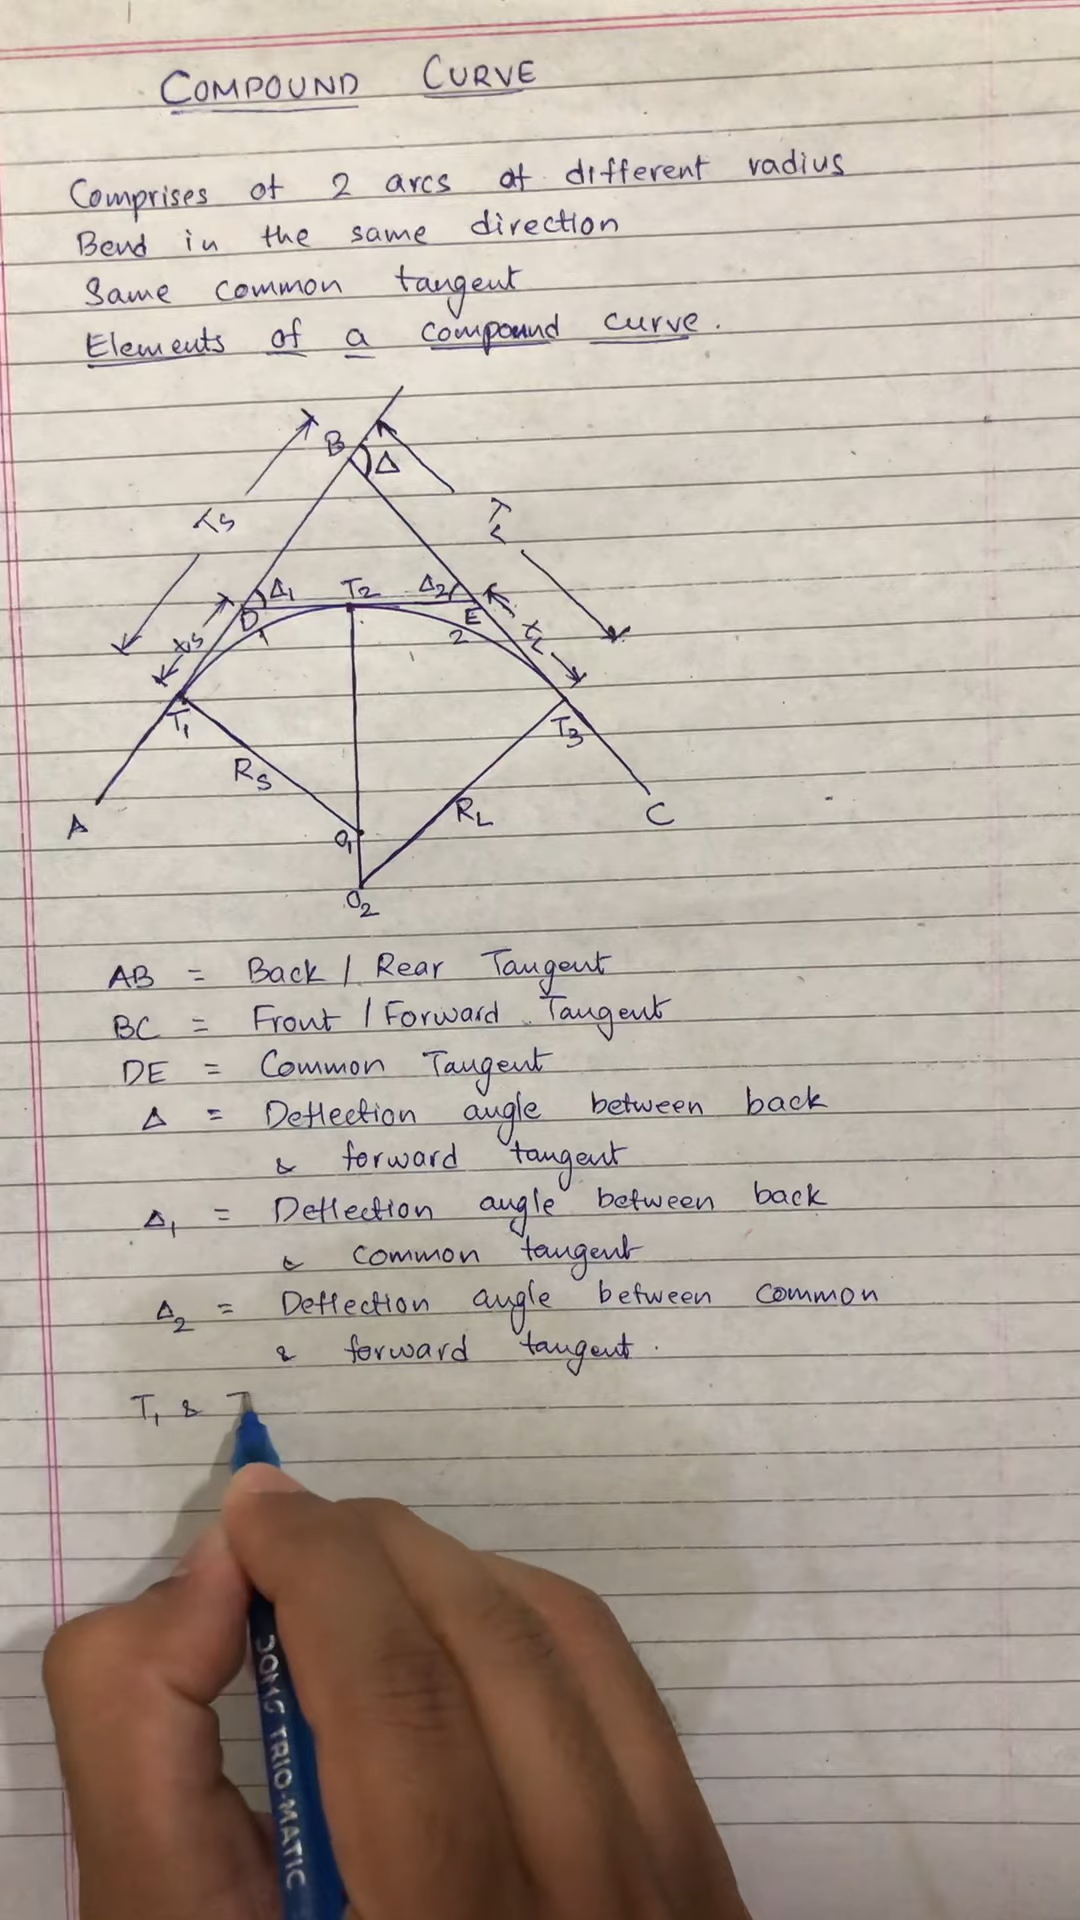 COMPOUND CURVE
Comprises of 2 arcs of different radius
Bend in the same direction
Same common tangent
Elements of a compound curve.
B
Δ
TS
TL
Δ1
T2
Δ2
D
E
1
2
tS
tL
T1
T3
RS
RL
A
C
O1
O2
AB = Back / Rear Tangent
BC = Front / Forward Tangent
DE = Common Tangent
Δ = Deflection angle between back
& forward tangent
Δ1 = Deflection angle between back
& common tangent
Δ2 = Deflection angle between common
& forward tangent.
T1 & T
DOMS TRIO-MATIC